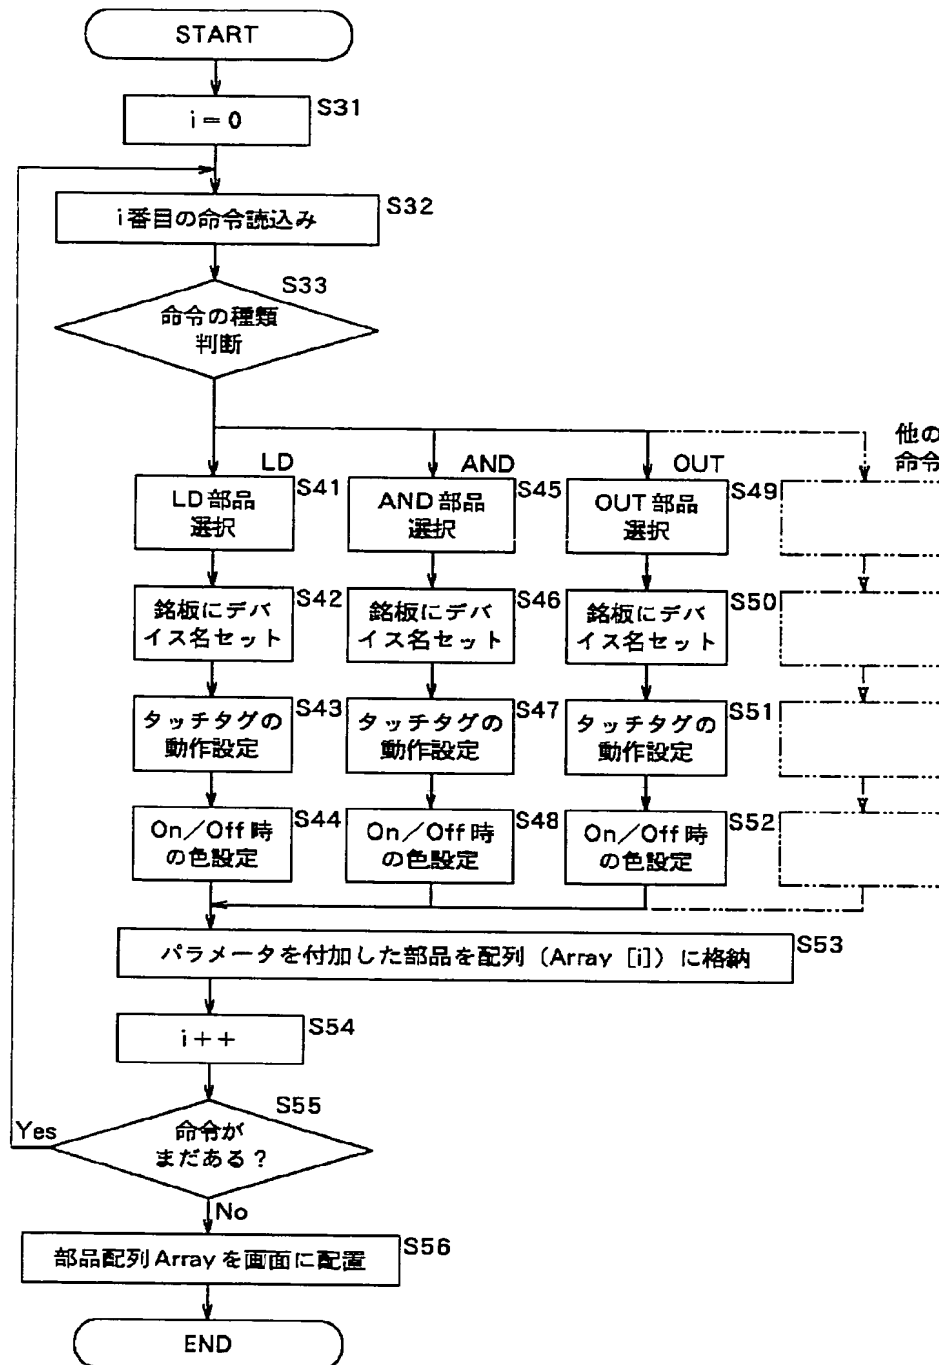 START
i=0
S31
i番目の命令読込み
S32
S33
命令の種類
判断
他の
命令
LD
AND
OUT
LD部品
選択
S41
AND部品
選択
S45
OUT部品
選択
S49
銘板にデバ
イス名セット
S42
銘板にデバ
イス名セット
S46
銘板にデバ
イス名セット
S50
タッチタグの
動作設定
S43
タッチタグの
動作設定
S47
タッチタグの
動作設定
S51
On/Off時
の色設定
S44
On/Off時
の色設定
S48
On/Off時
の色設定
S52
パラメータを付加した部品を配列(Array [i])に格納
S53
i++
S54
S55
命令が
まだある?
Yes
No
部品配列Arrayを画面に配置
S56
END